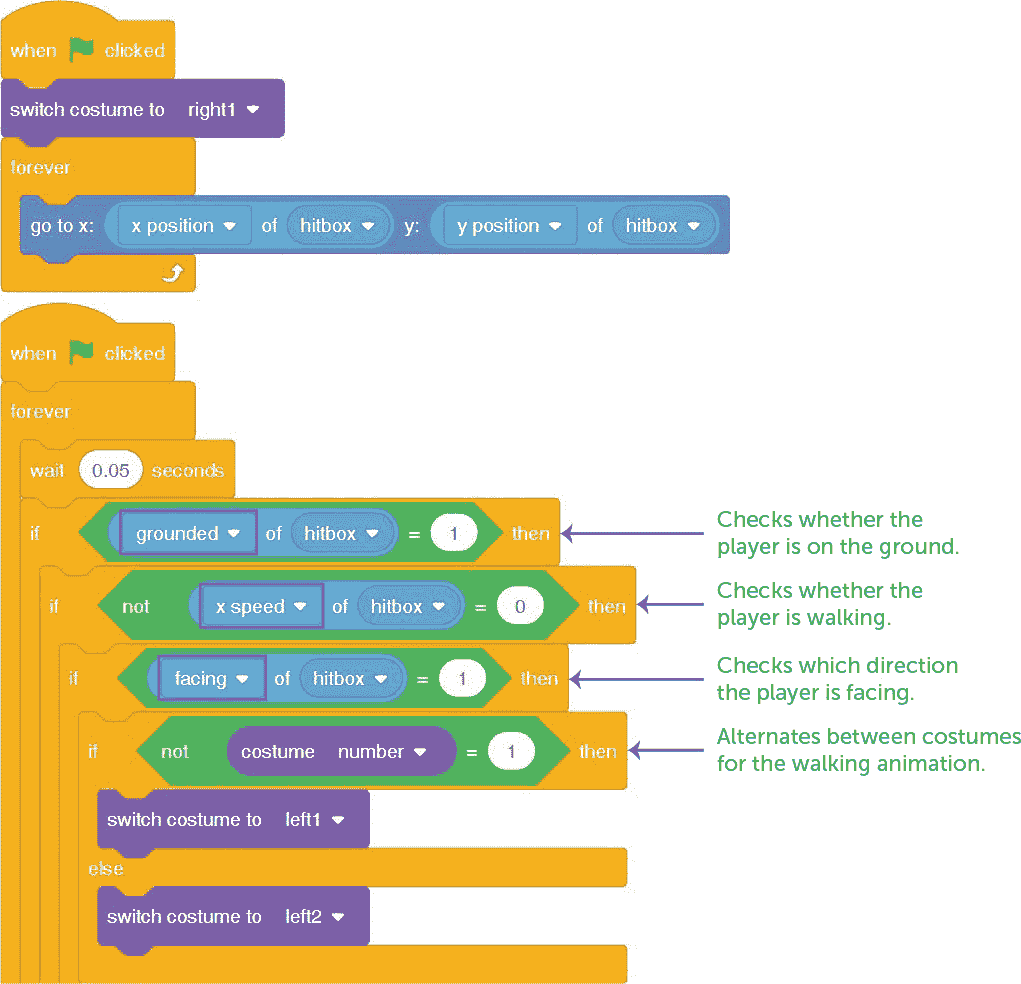 when clicked
switch costume to right1
forever
go to x: x position of hitbox y: y position of hitbox
when clicked
forever
wait 0.05 seconds
if grounded of hitbox = 1 then
Checks whether the
player is on the ground.
if not x speed of hitbox = 0 then
Checks whether the
player is walking.
if facing of hitbox = 1 then
Checks which direction
the player is facing.
if not costume number = 1 then
Alternates between costumes
for the walking animation.
switch costume to left1
else
switch costume to left2